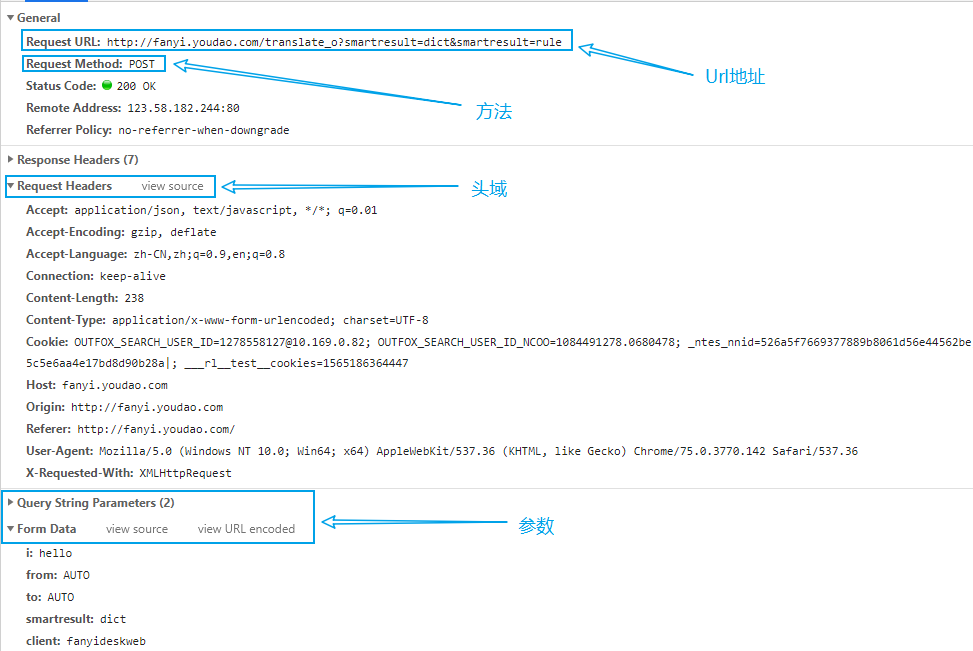 General
Request URL: http://fanyi.youdao.com/translate_o?smartresult=dict&smartresult=rule
Url地址
Request Method: POST
方法
Status Code: 200 OK
Remote Address: 123.58.182.244:80
Referrer Policy: no-referrer-when-downgrade
Response Headers (7)
Request Headers view source
头域
Accept: application/json, text/javascript, */*; q=0.01
Accept-Encoding: gzip, deflate
Accept-Language: zh-CN,zh;q=0.9,en;q=0.8
Connection: keep-alive
Content-Length: 238
Content-Type: application/x-www-form-urlencoded; charset=UTF-8
Cookie: OUTFOX_SEARCH_USER_ID=1278558127@10.169.0.82; OUTFOX_SEARCH_USER_ID_NCOO=1084491278.0680478; _ntes_nnid=526a5f7669377889b8061d56e44562be
5c5e6aa4e17bd8d90b28a|; ___rl__test__cookies=1565186364447
Host: fanyi.youdao.com
Origin: http://fanyi.youdao.com
Referer: http://fanyi.youdao.com/
User-Agent: Mozilla/5.0 (Windows NT 10.0; Win64; x64) AppleWebKit/537.36 (KHTML, like Gecko) Chrome/75.0.3770.142 Safari/537.36
X-Requested-With: XMLHttpRequest
Query String Parameters (2)
Form Data view source view URL encoded
参数
i: hello
from: AUTO
to: AUTO
smartresult: dict
client: fanyideskweb